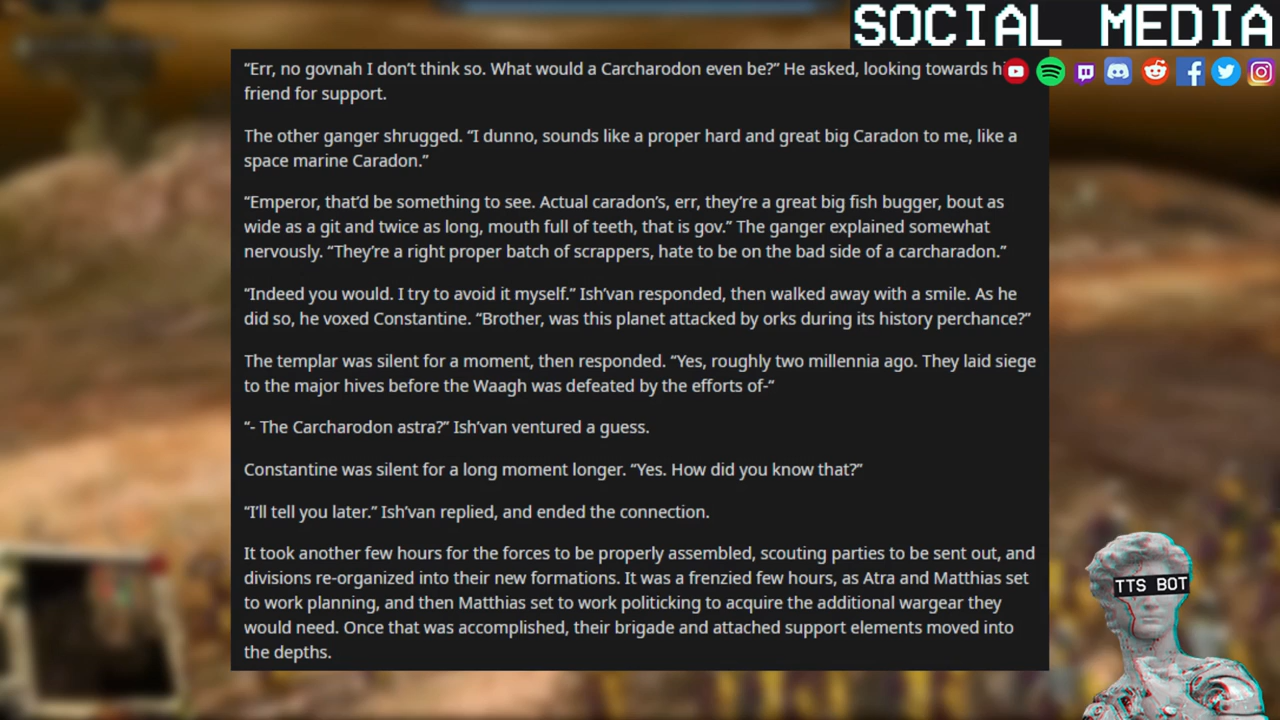 SOCIAL MEDIA
“Err, no govnah I don’t think so. What would a Carcharodon even be?” He asked, looking towards
friend for support.
The other ganger shrugged. “I dunno, sounds like a proper hard and great big Caradon to me, like a
space marine Caradon.”
“Emperor, that’d be something to see. Actual caradon’s, err, they’re a great big fish bugger, bout as
wide as a git and twice as long, mouth full of teeth, that is gov.” The ganger explained somewhat
nervously. “They’re a right proper batch of scrappers, hate to be on the bad side of a carcharadon.”
“Indeed you would. I try to avoid it myself.” Ish’van responded, then walked away with a smile. As he
did so, he voxed Constantine. “Brother, was this planet attacked by orks during its history perchance?”
The templar was silent for a moment, then responded. “Yes, roughly two millennia ago. They laid siege
to the major hives before the Waagh was defeated by the efforts of-“
“- The Carcharodon astra?” Ish’van ventured a guess.
Constantine was silent for a long moment longer. “Yes. How did you know that?”
“I’ll tell you later.” Ish’van replied, and ended the connection.
It took another few hours for the forces to be properly assembled, scouting parties to be sent out, and
divisions re-organized into their new formations. It was a frenzied few hours, as Atra and Matthias set
to work planning, and then Matthias set to work politicking to acquire the additional wargear they
would need. Once that was accomplished, their brigade and attached support elements moved into
the depths.
TTS BOT